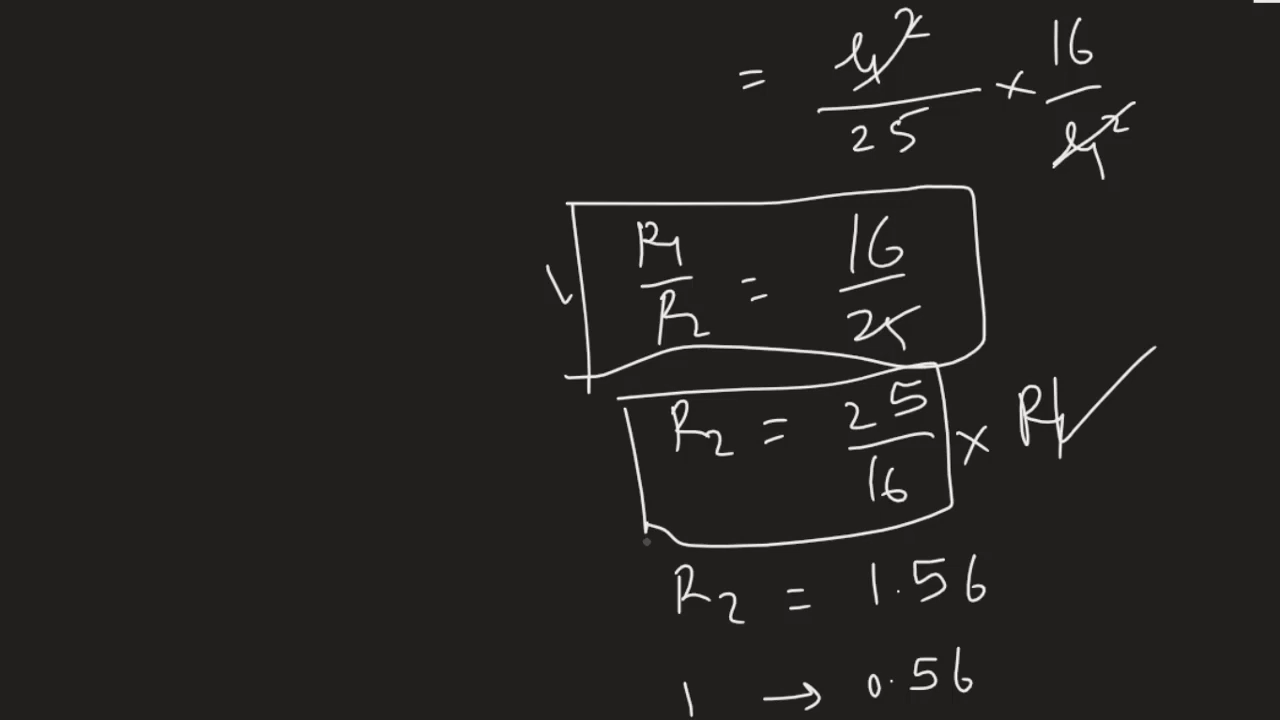 = l₁² / 25 × 16 / l₁²
R₁ / R₂ = 16 / 25
R₂ = 25 / 16 × R₁
R₂ = 1.56
1 → 0.56